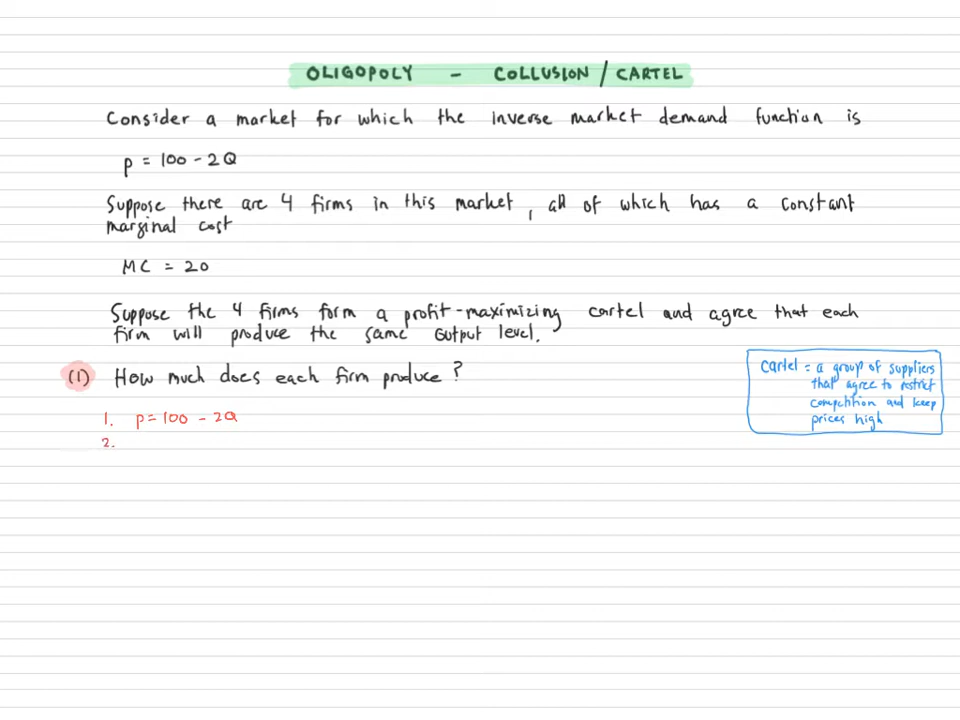 OLIGOPOLY - COLLUSION / CARTEL
Consider a market for which the inverse market demand function is
p = 100 - 2Q
Suppose there are 4 firms in this market, all of which has a constant
marginal cost
MC = 20
Suppose the 4 firms form a profit-maximizing cartel and agree that each
firm will produce the same output level.
(1) How much does each firm produce?
cartel = a group of suppliers
that agree to restrict
competition and keep
prices high
1. p = 100 - 2Q
2.